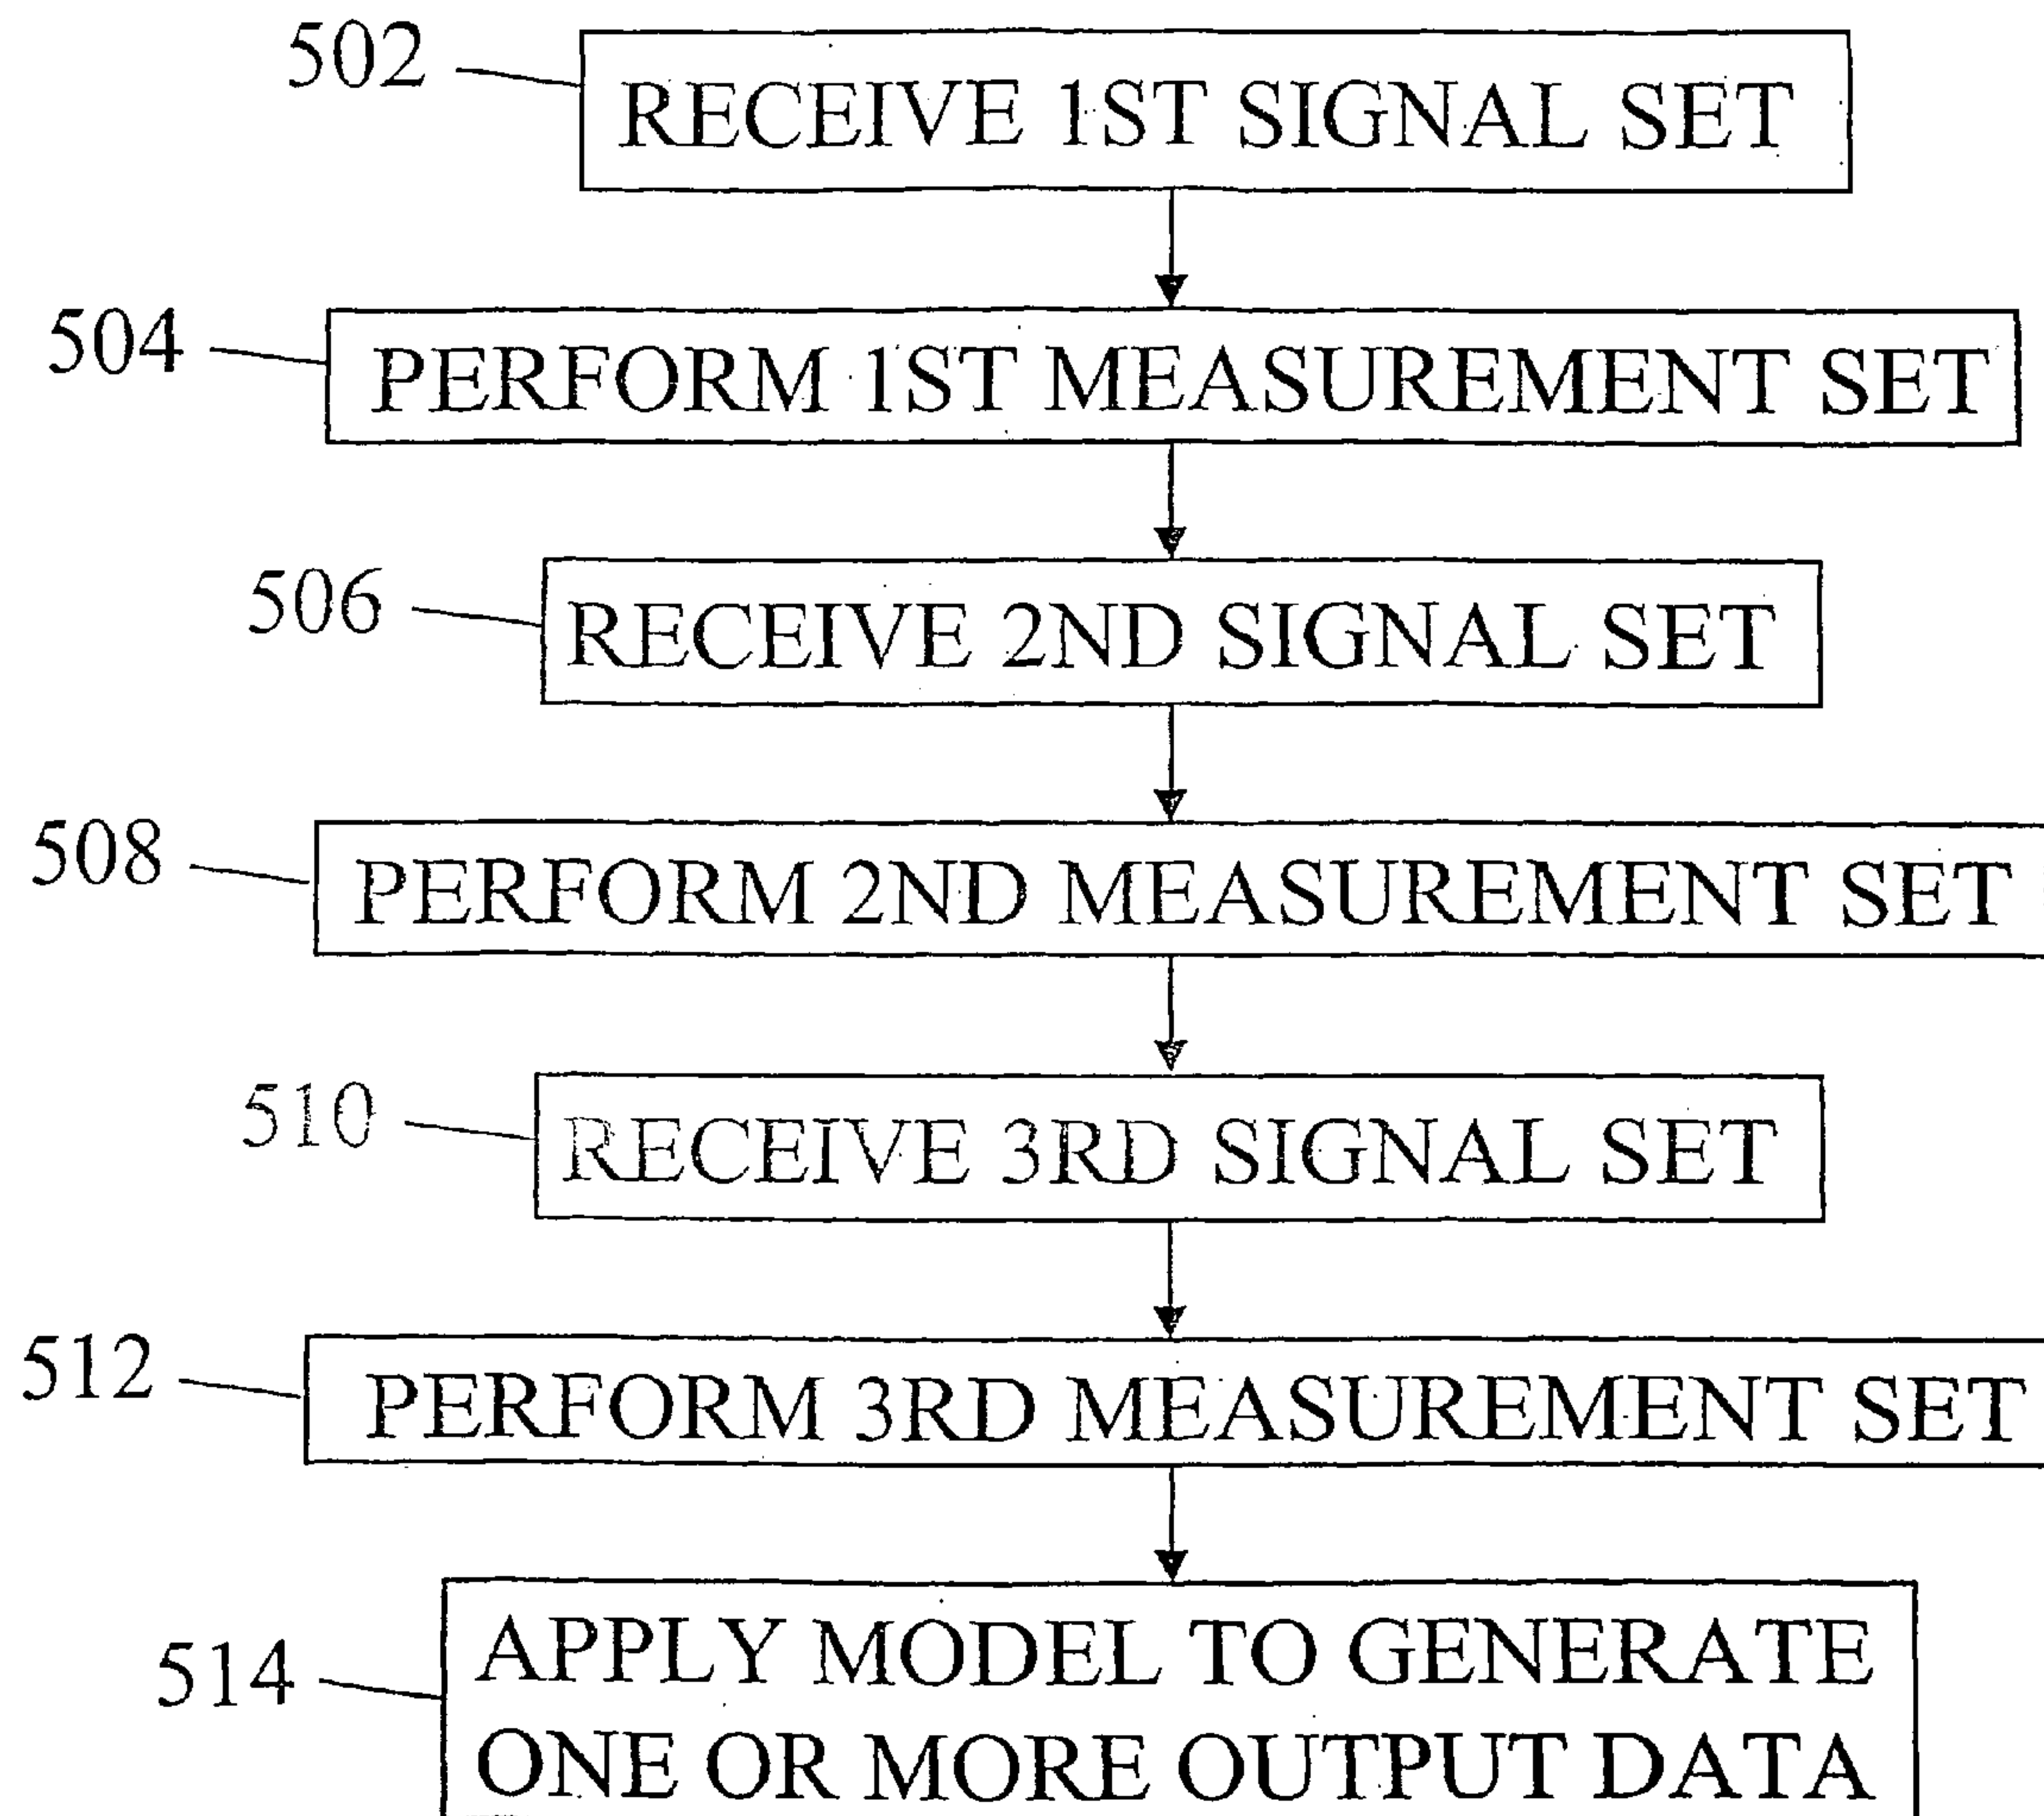 502
RECEIVE 1ST SIGNAL SET
504
PERFORM 1ST MEASUREMENT SET
506
RECEIVE 2ND SIGNAL SET
508
PERFORM 2ND MEASUREMENT SET
510
RECEIVE 3RD SIGNAL SET
512
PERFORM 3RD MEASUREMENT SET
514
APPLY MODEL TO GENERATE
ONE OR MORE OUTPUT DATA